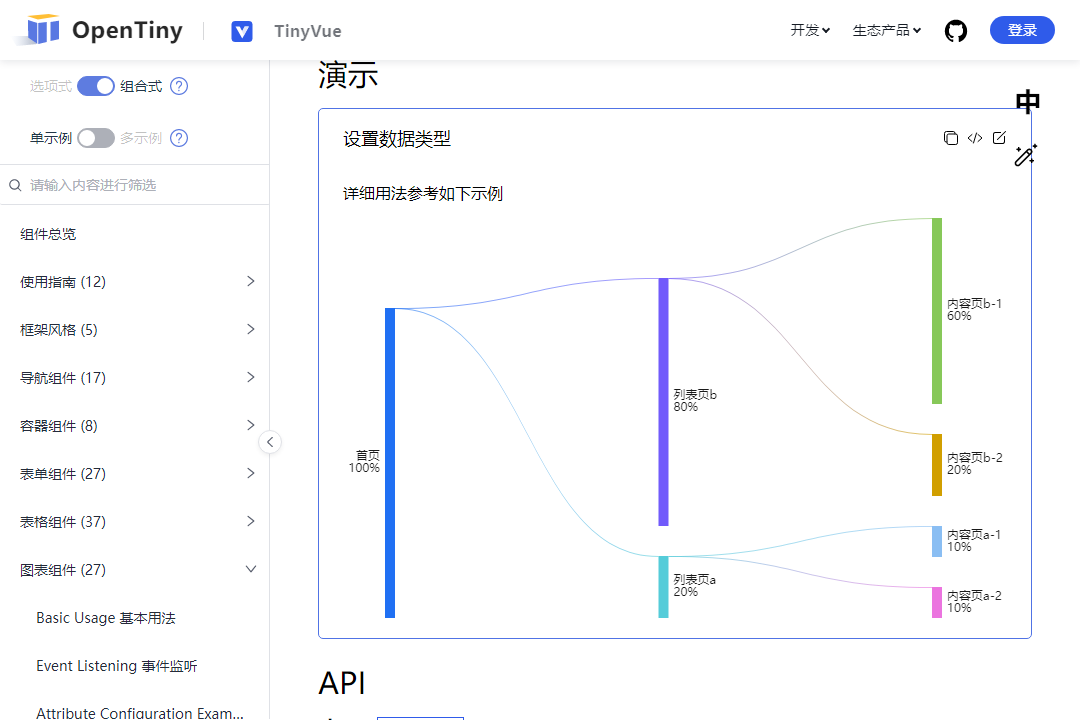 OpenTiny
TinyVue
开发
生态产品
登录
选项式 组合式 ?
单示例 多示例 ?
请输入内容进行筛选
组件总览
使用指南 (12)
框架风格 (5)
导航组件 (17)
容器组件 (8)
表单组件 (27)
表格组件 (37)
图表组件 (27)
Basic Usage 基本用法
Event Listening 事件监听
Attribute Configuration Exam...
演示
中
设置数据类型
详细用法参考如下示例
首页
100%
列表页b
80%
列表页a
20%
内容页b-1
60%
内容页b-2
20%
内容页a-1
10%
内容页a-2
10%
API